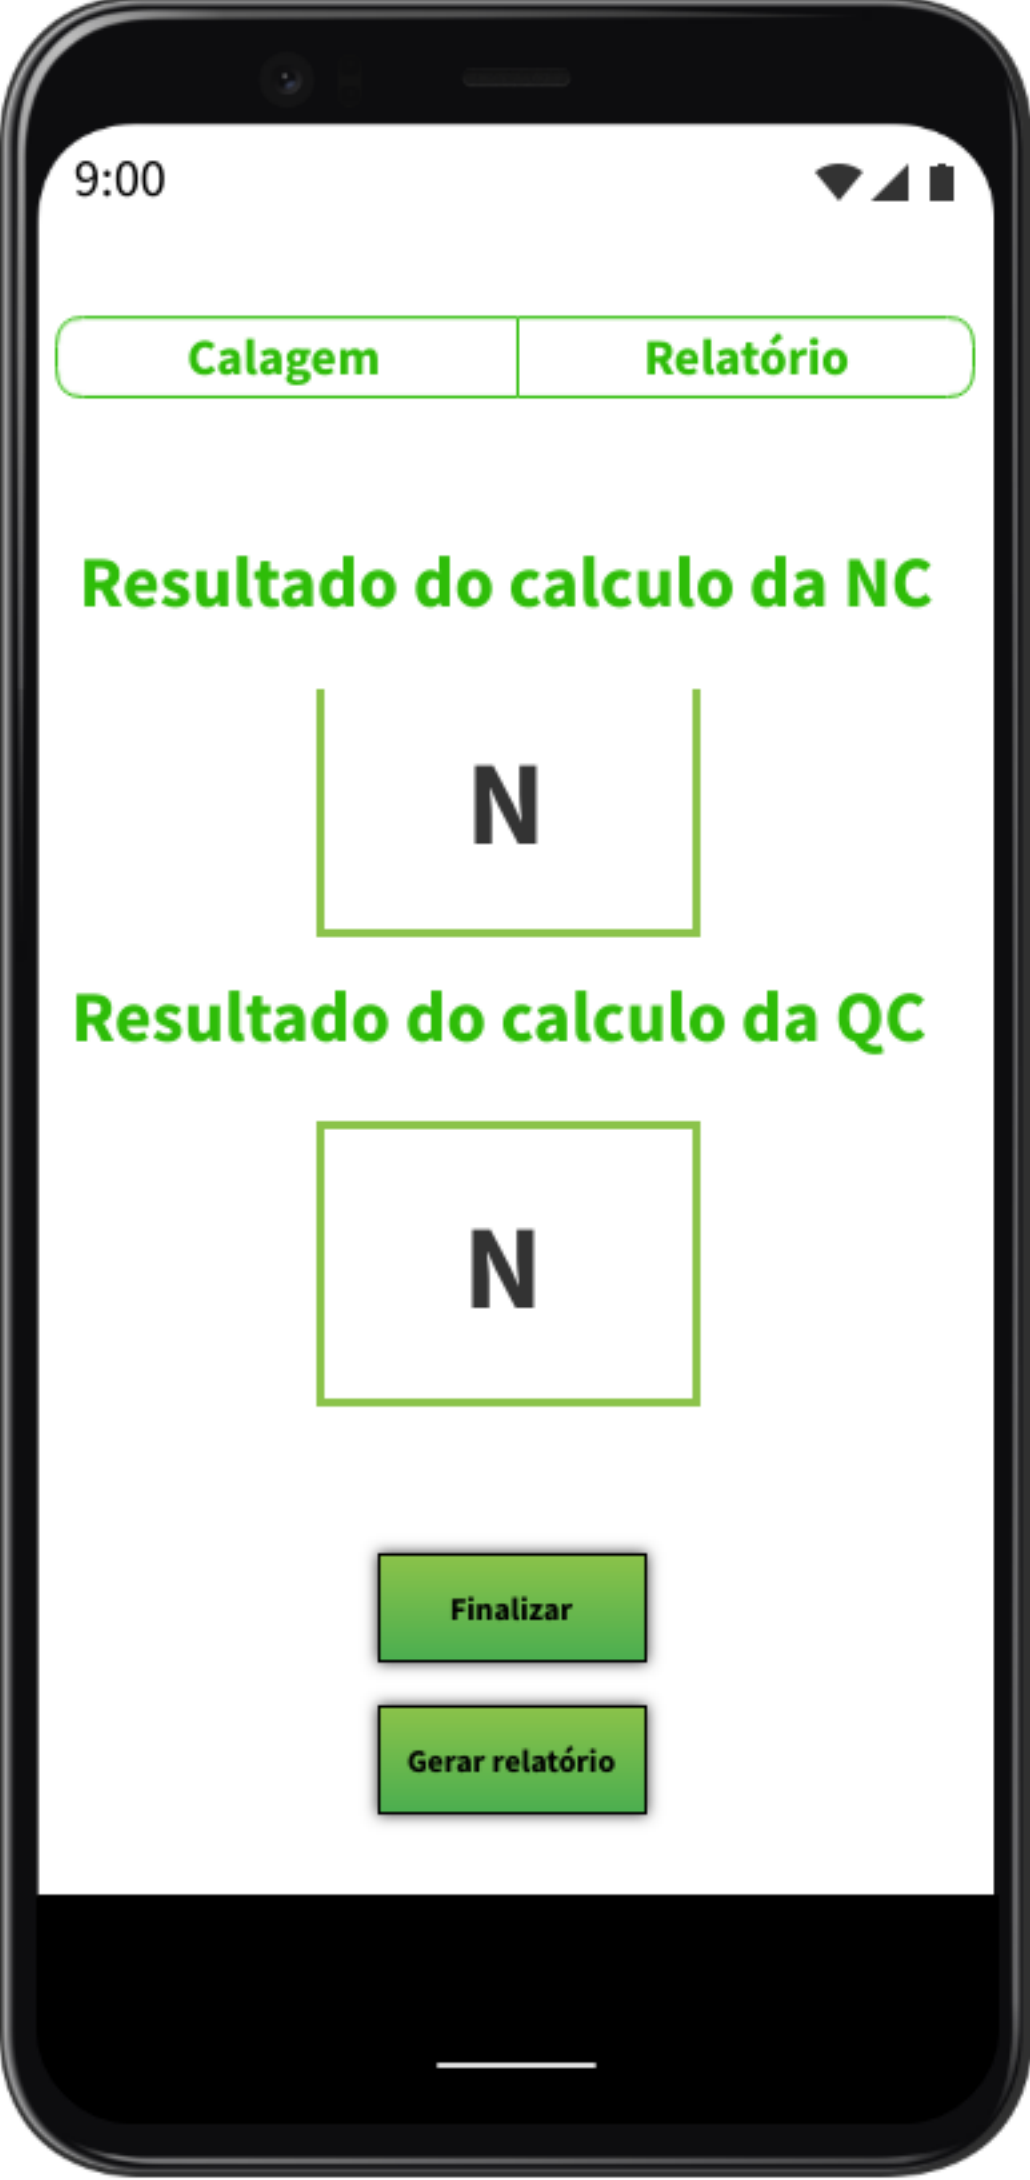 9:00
Calagem Relatório
Resultado do calculo da NC
N
Resultado do calculo da QC
N
Finalizar
Gerar relatório